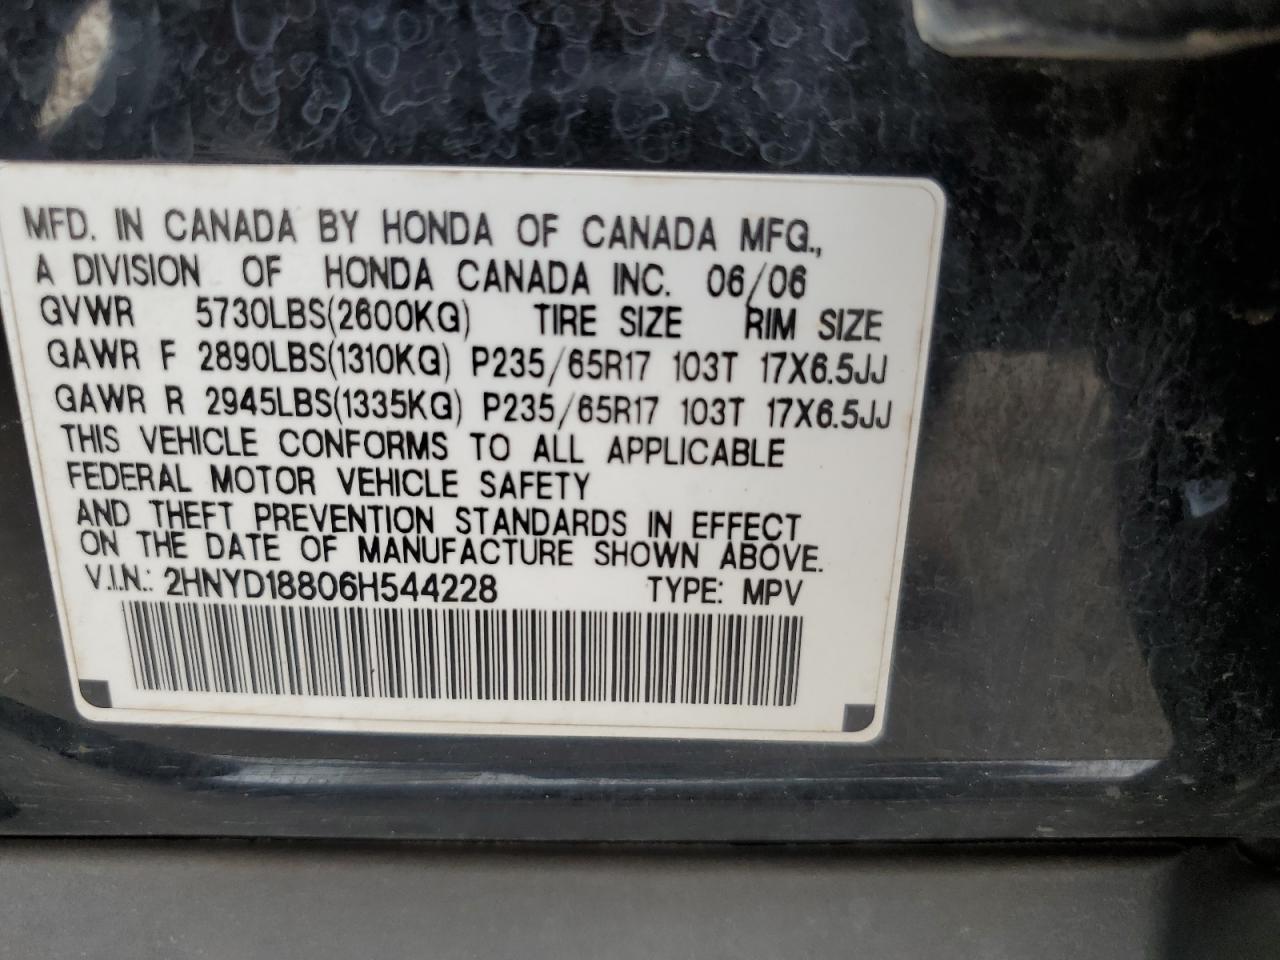 MFD. IN CANADA BY HONDA OF CANADA MFG.,
A DIVISION OF HONDA CANADA INC. 06/06
GVWR 5730LBS(2600KG) TIRE SIZE RIM SIZE
GAWR F 2890LBS(1310KG) P235/65R17 103T 17X6.5JJ
GAWR R 2945LBS(1335KG) P235/65R17 103T 17X6.5JJ
THIS VEHICLE CONFORMS TO ALL APPLICABLE
FEDERAL MOTOR VEHICLE SAFETY
AND THEFT PREVENTION STANDARDS IN EFFECT
ON THE DATE OF MANUFACTURE SHOWN ABOVE.
V.I.N.: 2HNYD18806H544228 TYPE: MPV